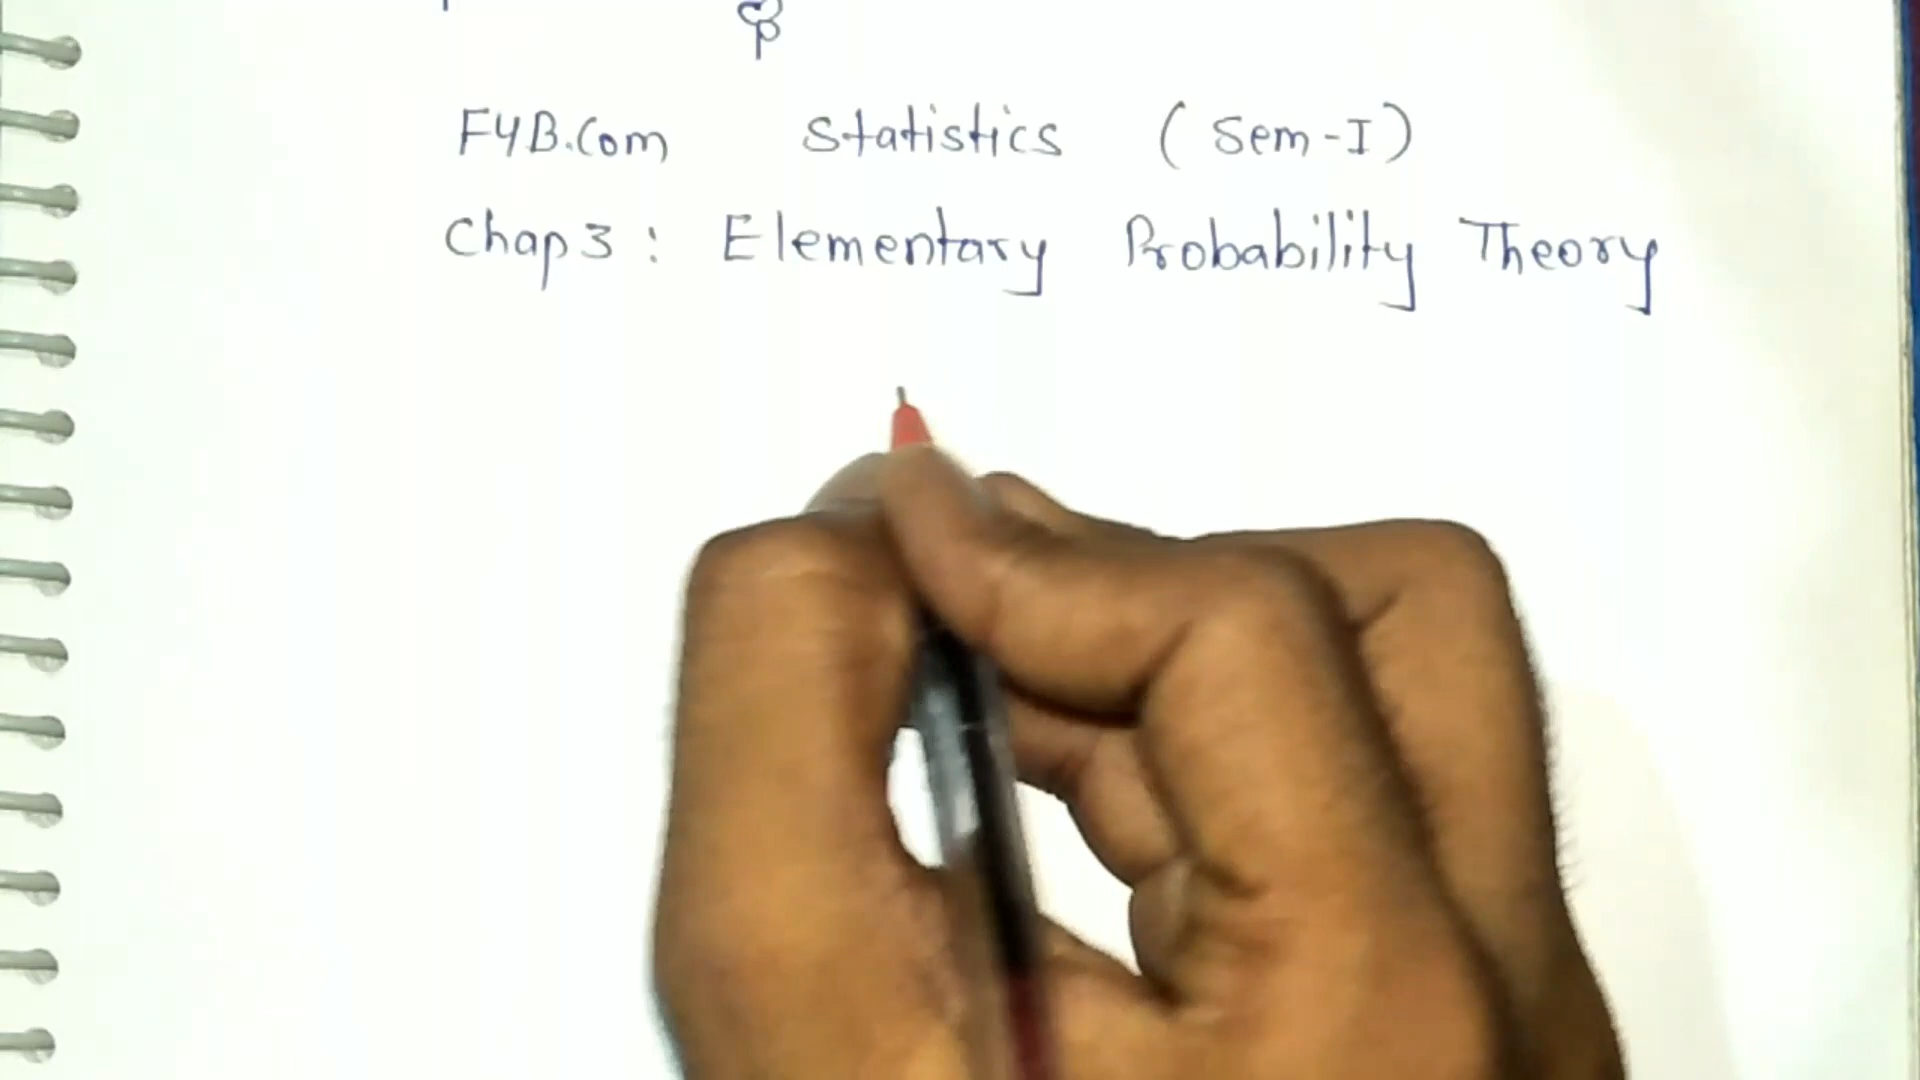 FYB.Com Statistics (Sem-I)
Chap 3 : Elementary Probability Theory